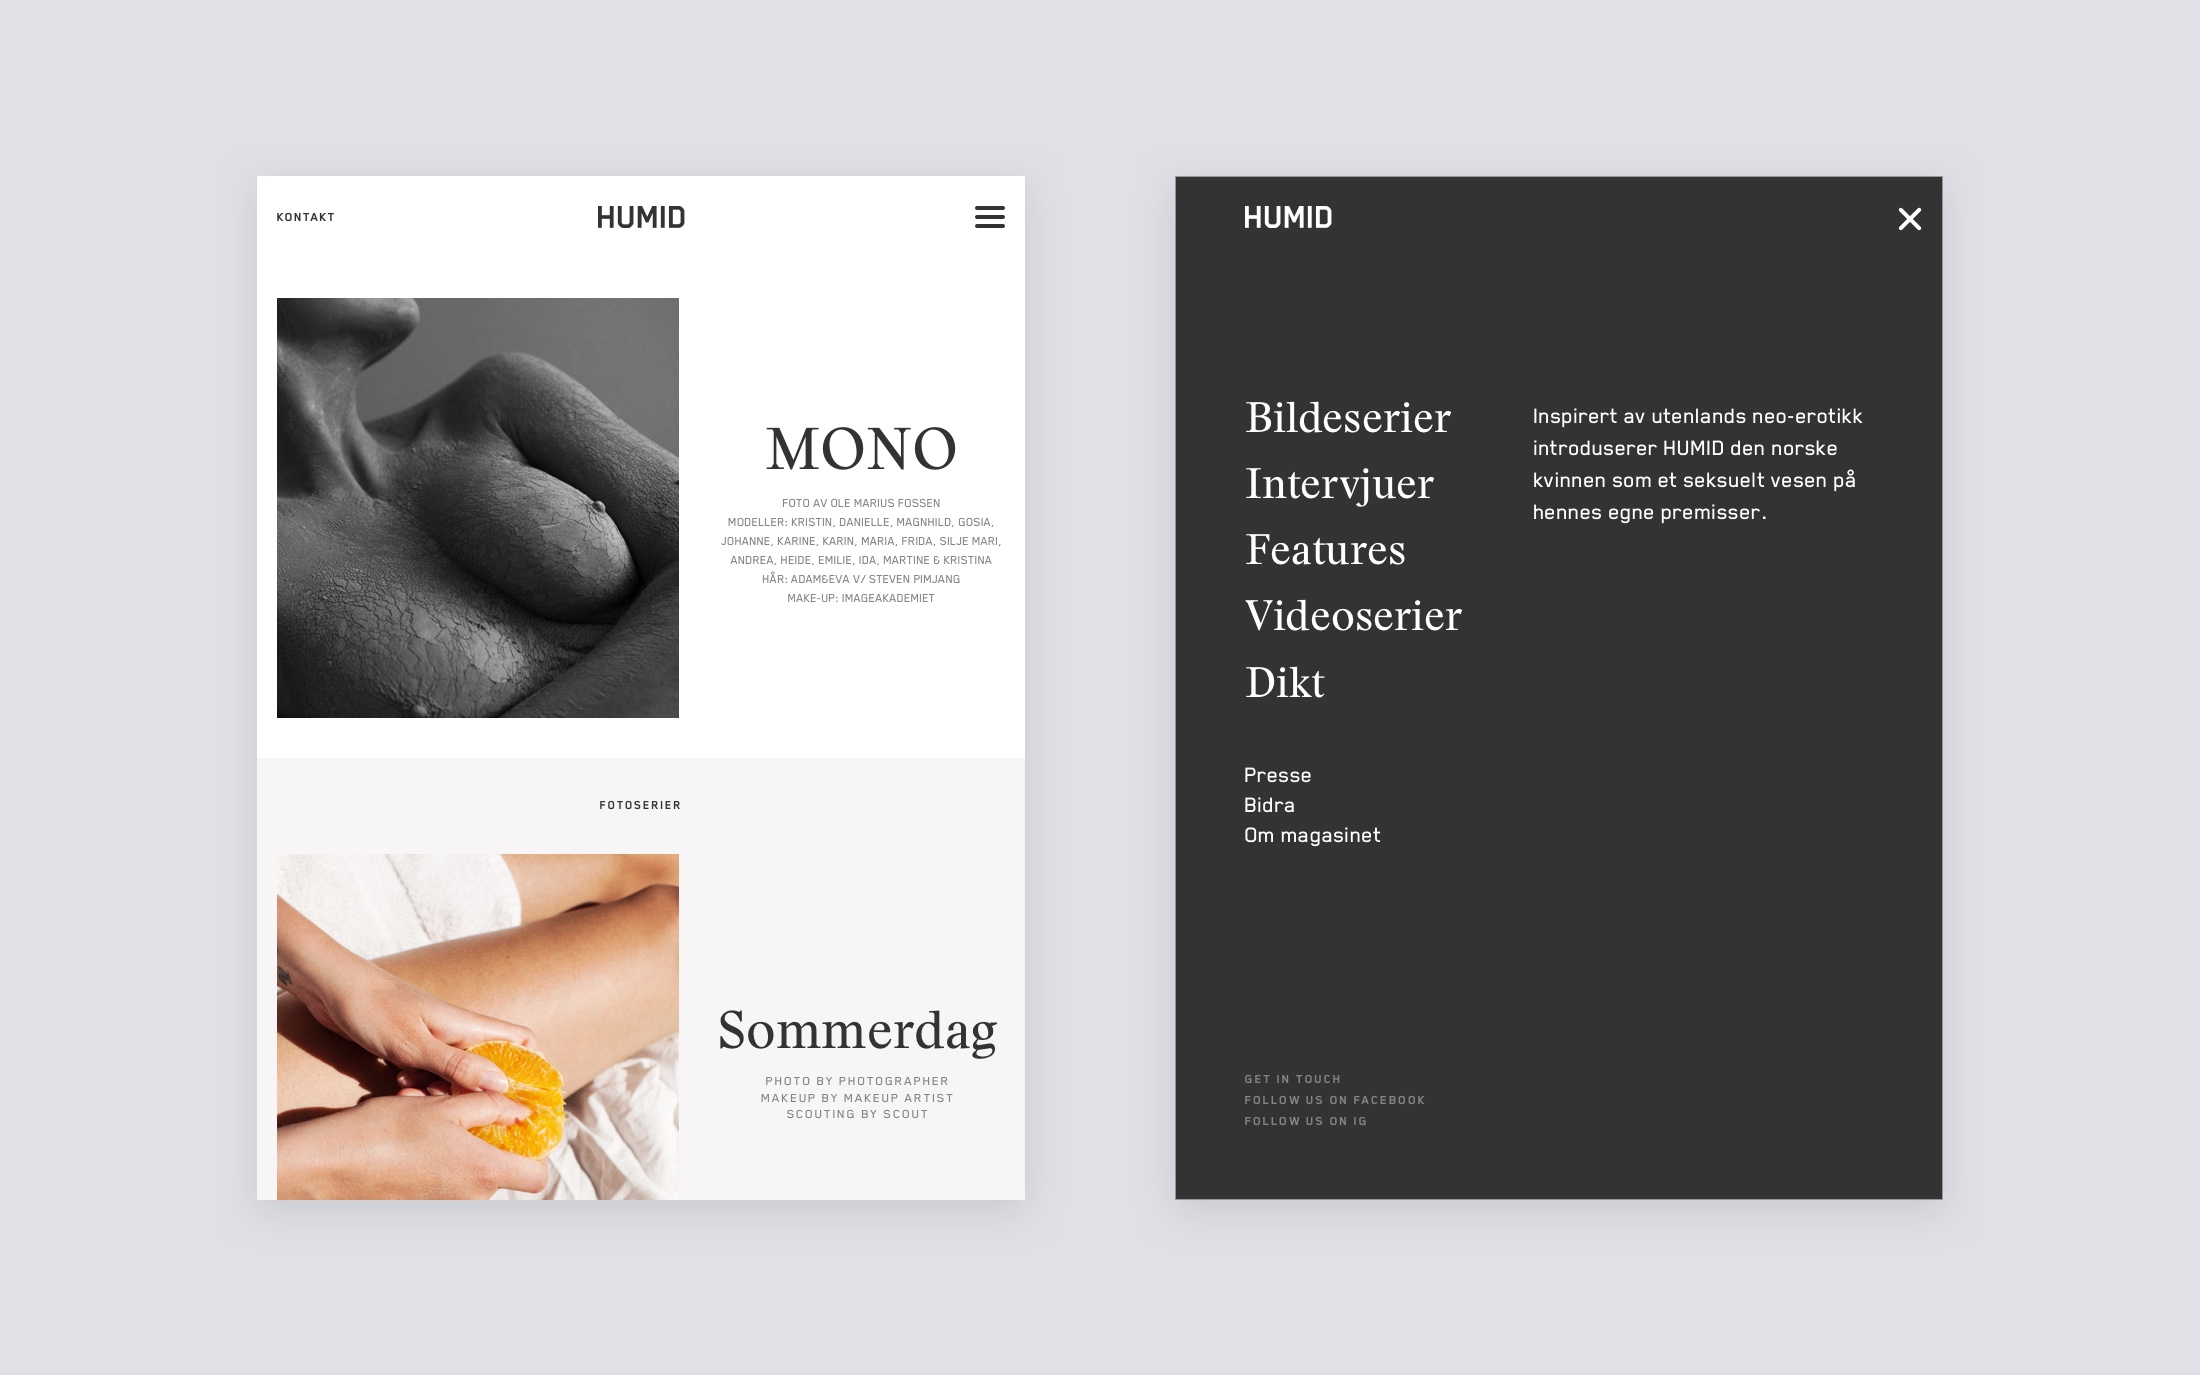 KONTAKT
HUMID
MONO
FOTO AV OLE MARIUS FOSSEN
MODELLER: KRISTIN, DANIELLE, MAGNHILD, GOSIA,
JOHANNE, KARINE, KARIN, MARIA, FRIDA, SILJE MARI,
ANDREA, HEIDE, EMILIE, IDA, MARTINE & KRISTINA
HÅR: ADAM&EVA V/ STEVEN PIMJANG
MAKE-UP: IMAGEAKADEMIET
FOTOSERIER
Sommerdag
PHOTO BY PHOTOGRAPHER
MAKEUP BY MAKEUP ARTIST
SCOUTING BY SCOUT
HUMID
Bildeserier
Intervjuer
Features
Videoserier
Dikt
Inspirert av utenlands neo-erotikk
introduserer HUMID den norske
kvinnen som et seksuelt vesen på
hennes egne premisser.
Presse
Bidra
Om magasinet
GET IN TOUCH
FOLLOW US ON FACEBOOK
FOLLOW US ON IG